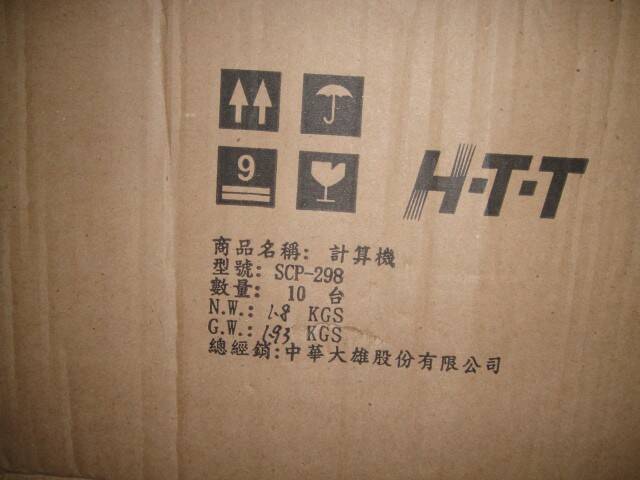 9
H·T·T
商品名稱: 計算機
型號: SCP-298
數量: 10 台
N.W.: 1.8 KGS
G.W.: 1.93 KGS
總經銷:中華大雄股份有限公司